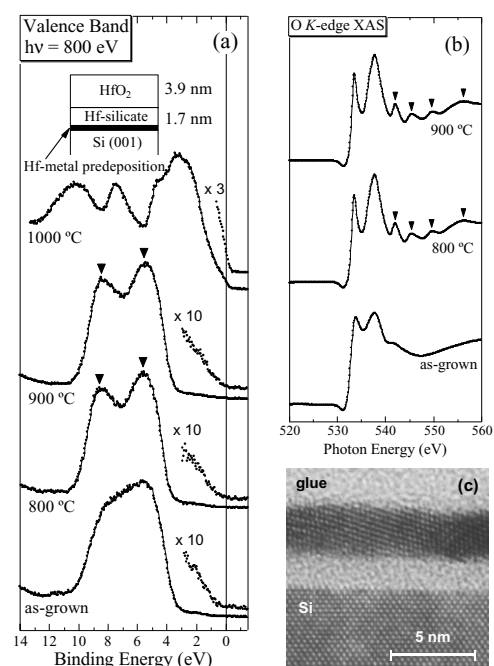 Valence Band
hν = 800 eV
(a)
HfO2
3.9 nm
Hf-silicate
1.7 nm
Si (001)
Hf-metal predeposition
x 3
1000 ºC
x 10
900 ºC
x 10
800 ºC
x 10
as-grown
14 12 10 8 6 4 2 0
Binding Energy (eV)
O K-edge XAS
(b)
900 ºC
800 ºC
as-grown
520 530 540 550 560
Photon Energy (eV)
glue
(c)
Si
5 nm